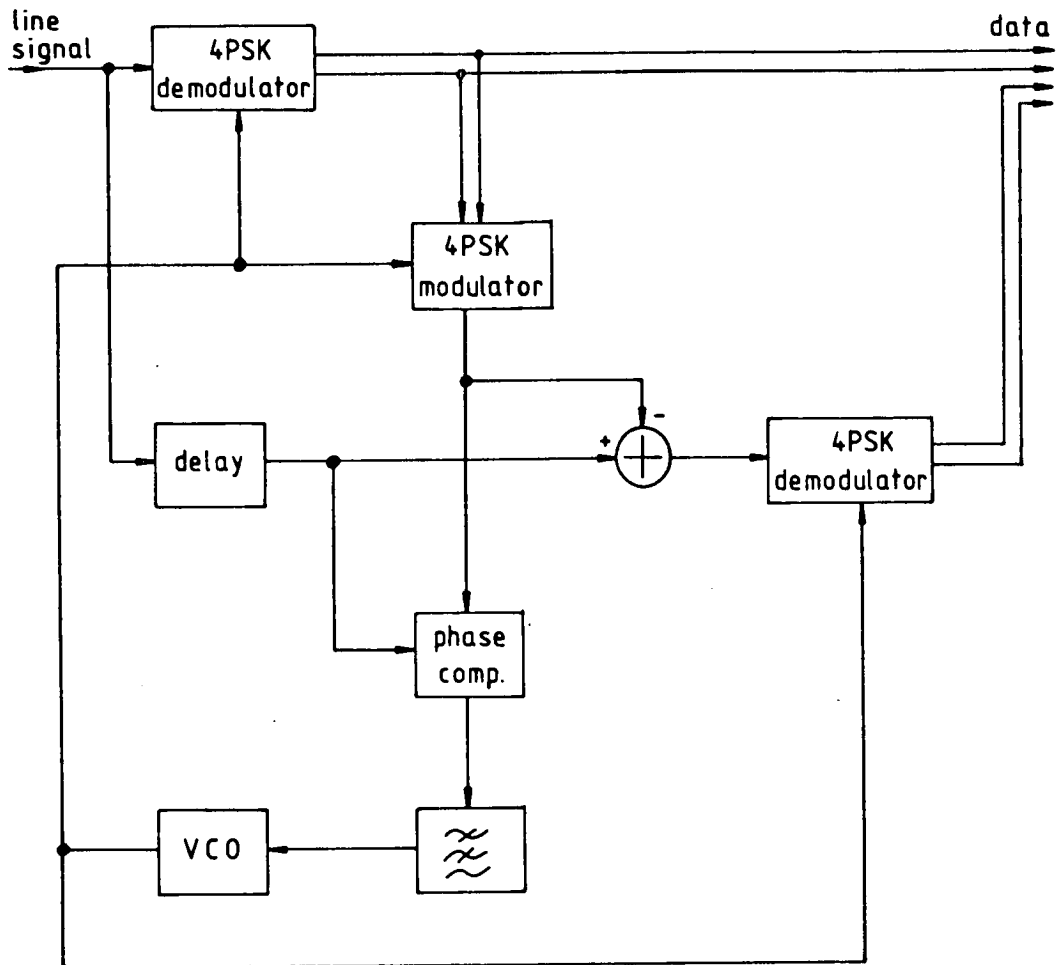 line
signal
data
4PSK
demodulator
4PSK
modulator
-
+
delay
4PSK
demodulator
phase
comp.
VCO